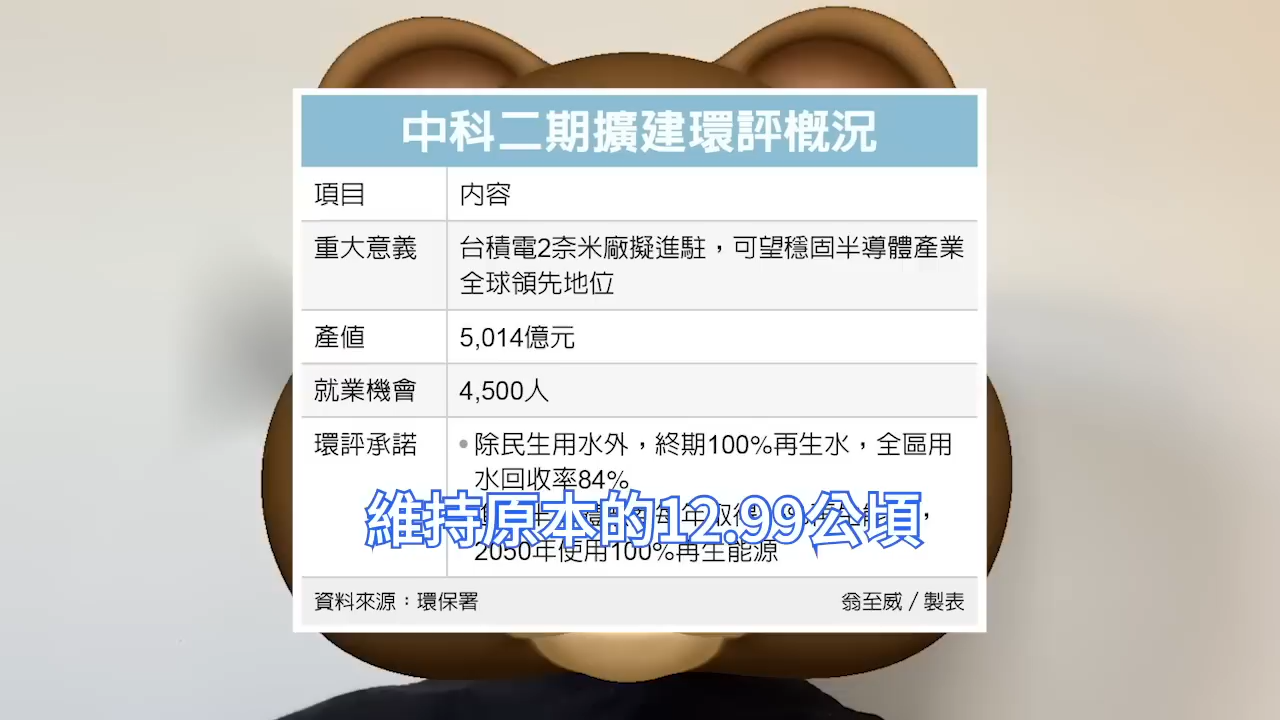 中科二期擴建環評概況
項目
內容
重大意義
台積電2奈米廠擬進駐，可望穩固半導體產業
全球領先地位
產值
5,014億元
就業機會
4,500人
環評承諾
•除民生用水外，終期100%再生水，全區用
水回收率84%
維持原本的12.99公頃
2050年使用100%再生能源
資料來源：環保署
翁至威／製表